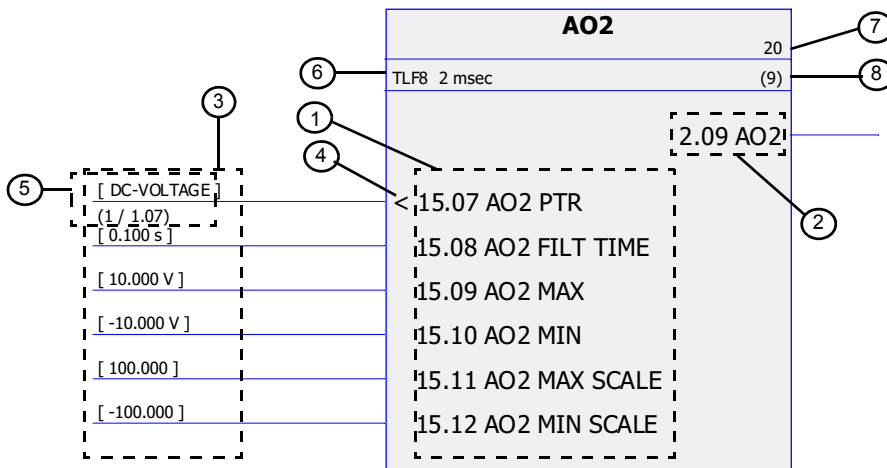 AO2
20
7
TLF8 2 msec
(9)
6
8
3
1
4
5
2
2.09 AO2
[ DC-VOLTAGE ]
(1 / 1.07)
< 15.07 AO2 PTR
[ 0.100 s ]
15.08 AO2 FILT TIME
[ 10.000 V ]
15.09 AO2 MAX
[ -10.000 V ]
15.10 AO2 MIN
[ 100.000 ]
15.11 AO2 MAX SCALE
[ -100.000 ]
15.12 AO2 MIN SCALE